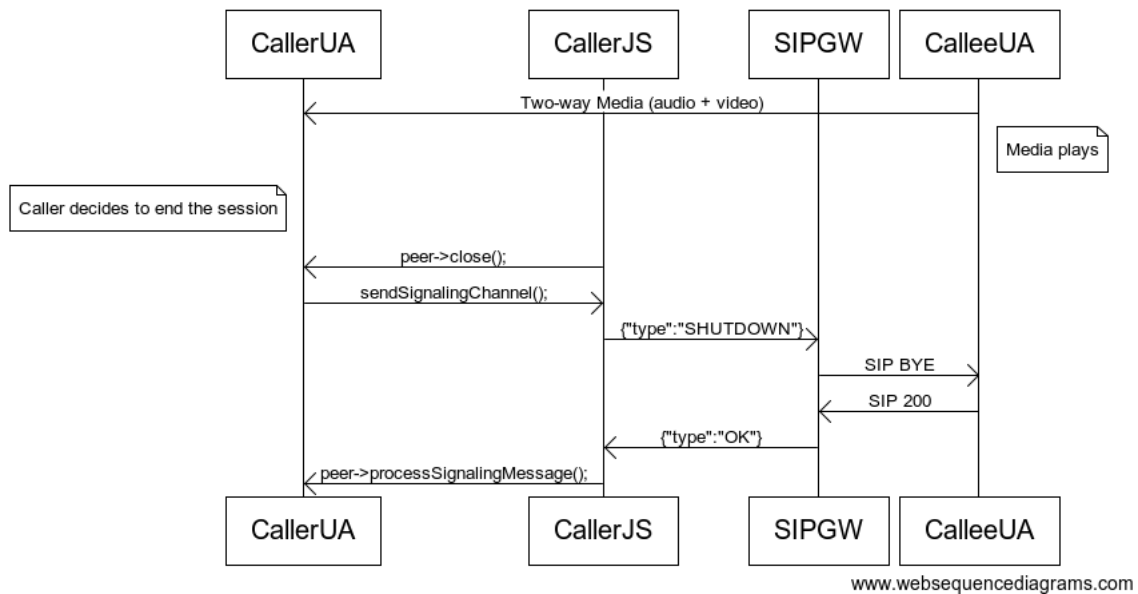 CallerUA
CallerJS
SIPGW
CalleeUA
Two-way Media (audio + video)
Media plays
Caller decides to end the session
peer->close();
sendSignalingChannel();
{"type":"SHUTDOWN"}
SIP BYE
SIP 200
{"type":"OK"}
peer->processSignalingMessage();
CallerUA
CallerJS
SIPGW
CalleeUA
www.websequencediagrams.com